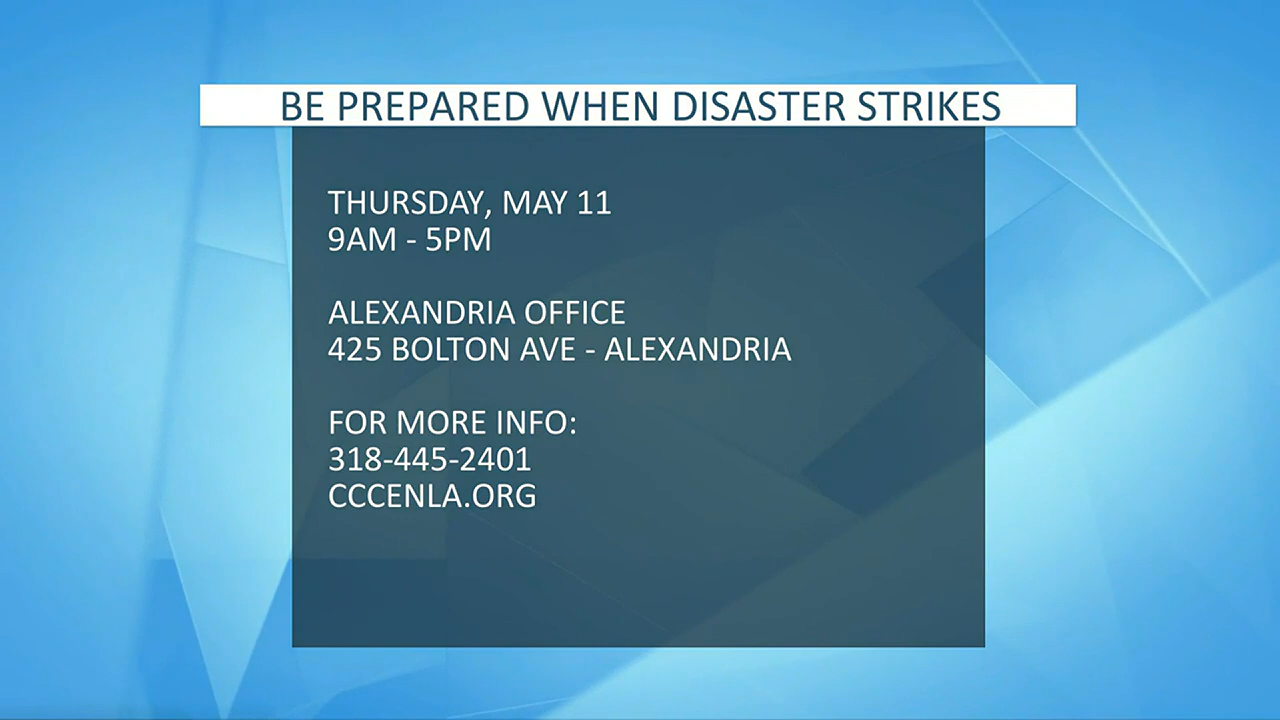 BE PREPARED WHEN DISASTER STRIKES
THURSDAY, MAY 11
9AM - 5PM
ALEXANDRIA OFFICE
425 BOLTON AVE - ALEXANDRIA
FOR MORE INFO:
318-445-2401
CCCENLA.ORG